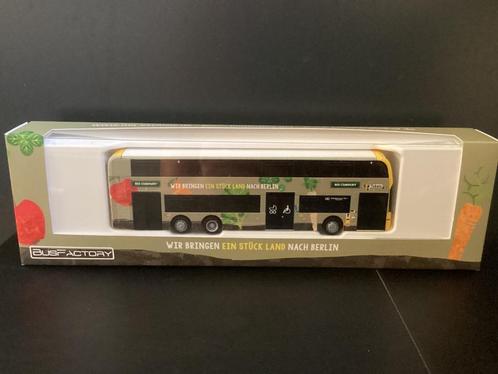 WIR BRINGEN EIN STÜCK LAND NACH BERLIN
BIO COMPANY
BIO COMPANY
WIR BRINGEN EIN STÜCK LAND NACH BERLIN
BUSFACTORY